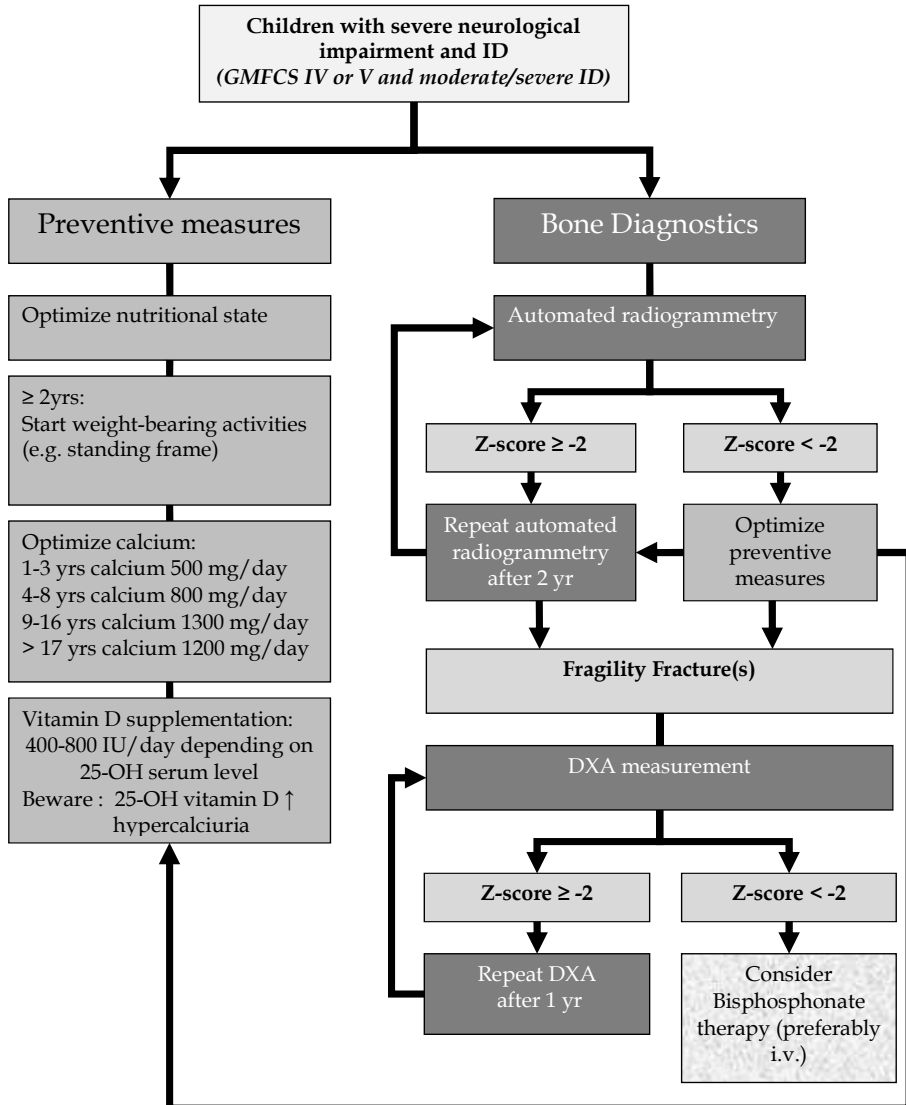 Children with severe neurological
impairment and ID
(GMFCS IV or V and moderate/severe ID)
Preventive measures
Optimize nutritional state
≥ 2yrs:
Start weight-bearing activities
(e.g. standing frame)
Optimize calcium:
1-3 yrs calcium 500 mg/day
4-8 yrs calcium 800 mg/day
9-16 yrs calcium 1300 mg/day
> 17 yrs calcium 1200 mg/day
Vitamin D supplementation:
400-800 IU/day depending on
25-OH serum level
Beware : 25-OH vitamin D ↑
hypercalciuria
Bone Diagnostics
Automated radiogrammetry
Z-score ≥ -2
Z-score < -2
Repeat automated
radiogrammetry
after 2 yr
Optimize
preventive
measures
Fragility Fracture(s)
DXA measurement
Z-score ≥ -2
Z-score < -2
Repeat DXA
after 1 yr
Consider
Bisphosphonate
therapy (preferably
i.v.)